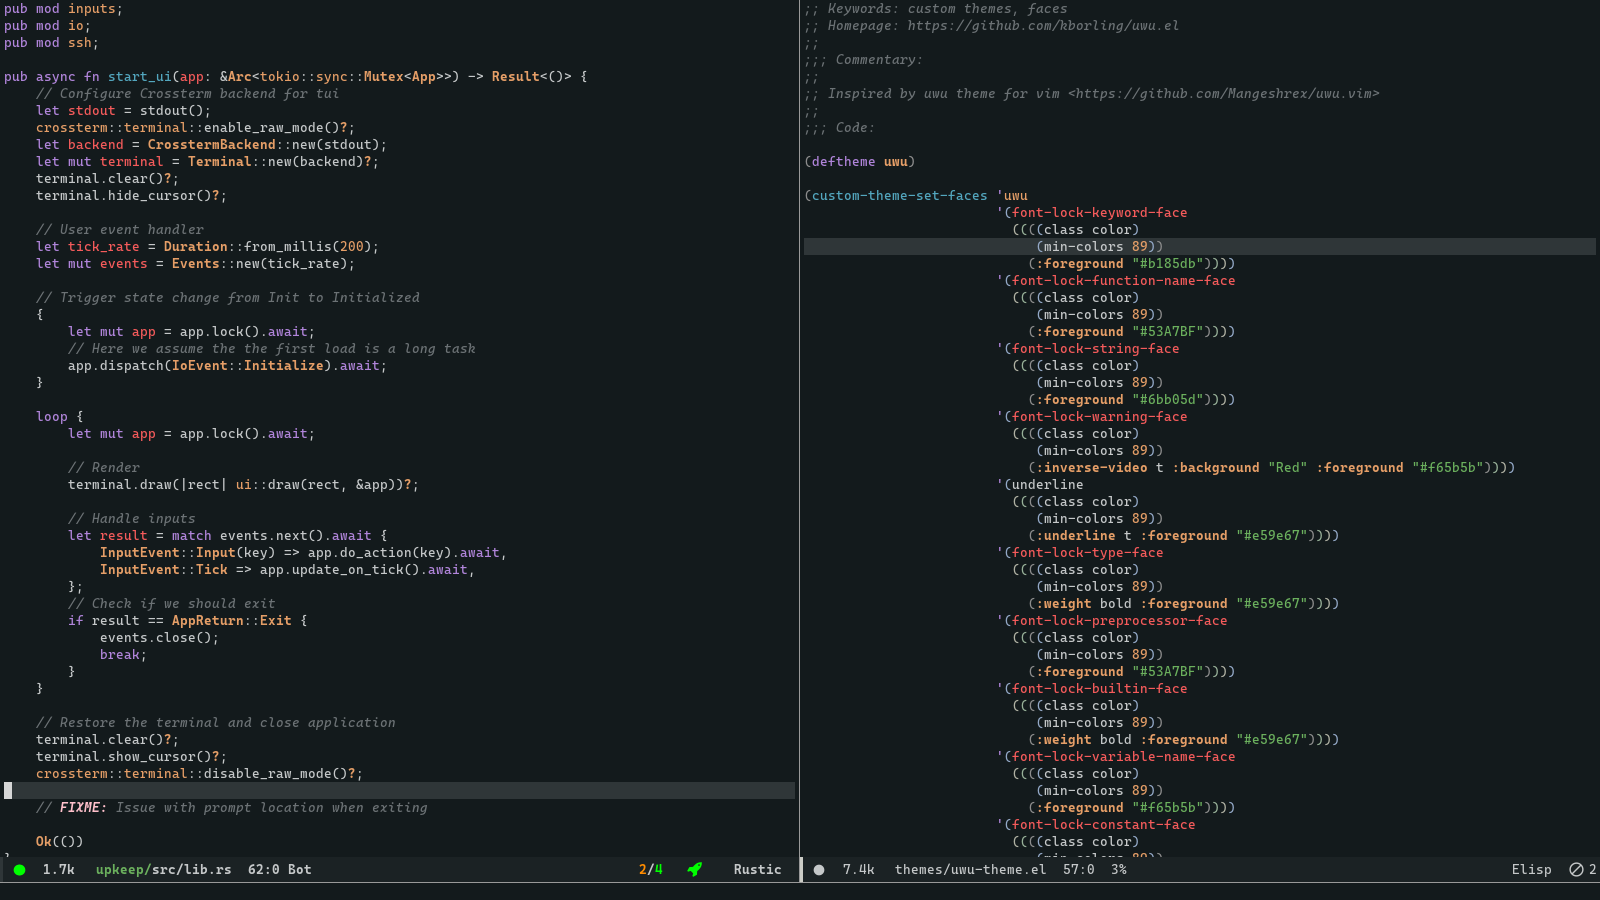 pub mod inputs;
pub mod io;
pub mod ssh;
pub async fn start_ui(app: &Arc<tokio::sync::Mutex<App>>) -> Result<()> {
    // Configure Crossterm backend for tui
    let stdout = stdout();
    crossterm::terminal::enable_raw_mode()?;
    let backend = CrosstermBackend::new(stdout);
    let mut terminal = Terminal::new(backend)?;
    terminal.clear()?;
    terminal.hide_cursor()?;
    // User event handler
    let tick_rate = Duration::from_millis(200);
    let mut events = Events::new(tick_rate);
    // Trigger state change from Init to Initialized
    {
        let mut app = app.lock().await;
        // Here we assume the the first load is a long task
        app.dispatch(IoEvent::Initialize).await;
    }
    loop {
        let mut app = app.lock().await;
        // Render
        terminal.draw(|rect| ui::draw(rect, &app))?;
        // Handle inputs
        let result = match events.next().await {
            InputEvent::Input(key) => app.do_action(key).await,
            InputEvent::Tick => app.update_on_tick().await,
        };
        // Check if we should exit
        if result == AppReturn::Exit {
            events.close();
            break;
        }
    }
    // Restore the terminal and close application
    terminal.clear()?;
    terminal.show_cursor()?;
    crossterm::terminal::disable_raw_mode()?;
    // FIXME: Issue with prompt location when exiting
    Ok(())
1.7k upkeep/src/lib.rs 62:0 Bot 2/4 Rustic
;; Keywords: custom themes, faces
;; Homepage: https://github.com/kborling/uwu.el
;;
;;; Commentary:
;;
;; Inspired by uwu theme for vim <https://github.com/Mangeshrex/uwu.vim>
;;
;;; Code:
(deftheme uwu)
(custom-theme-set-faces 'uwu
                        '(font-lock-keyword-face
                          ((((class color)
                             (min-colors 89))
                            (:foreground "#b185db"))))
                        '(font-lock-function-name-face
                          ((((class color)
                             (min-colors 89))
                            (:foreground "#53A7BF"))))
                        '(font-lock-string-face
                          ((((class color)
                             (min-colors 89))
                            (:foreground "#6bb05d"))))
                        '(font-lock-warning-face
                          ((((class color)
                             (min-colors 89))
                            (:inverse-video t :background "Red" :foreground "#f65b5b"))))
                        '(underline
                          ((((class color)
                             (min-colors 89))
                            (:underline t :foreground "#e59e67"))))
                        '(font-lock-type-face
                          ((((class color)
                             (min-colors 89))
                            (:weight bold :foreground "#e59e67"))))
                        '(font-lock-preprocessor-face
                          ((((class color)
                             (min-colors 89))
                            (:foreground "#53A7BF"))))
                        '(font-lock-builtin-face
                          ((((class color)
                             (min-colors 89))
                            (:weight bold :foreground "#e59e67"))))
                        '(font-lock-variable-name-face
                          ((((class color)
                             (min-colors 89))
                            (:foreground "#f65b5b"))))
                        '(font-lock-constant-face
                          ((((class color)
                             (min-colors 89))
7.4k themes/uwu-theme.el 57:0 3% Elisp 2